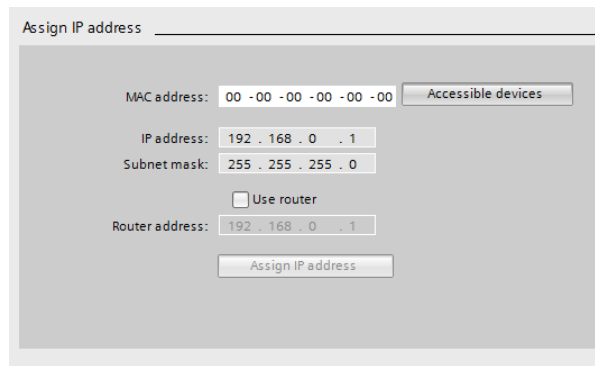 Assign IP address
MAC address: 00 -00 -00 -00 -00 -00 Accessible devices
IP address: 192 . 168 . 0 . 1
Subnet mask: 255 . 255 . 255 . 0
Use router
Router address: 192 . 168 . 0 . 1
Assign IP address